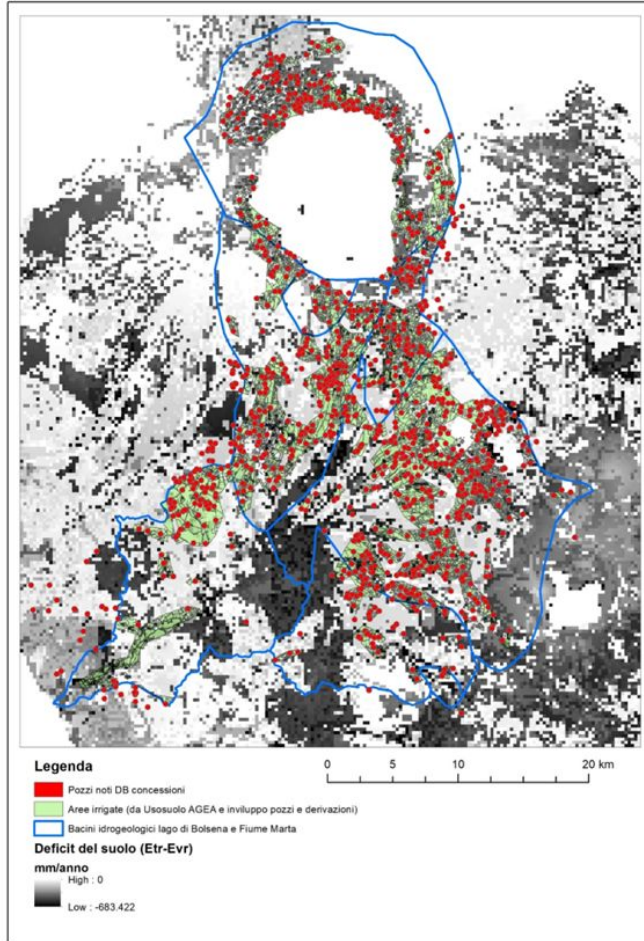 Legenda
0 5 10 20 km
Pozzi noti DB concessioni
Aree irrigate (da Usosuolo AGEA e inviluppo pozzi e derivazioni)
Bacini idrogeologici lago di Bolsena e Fiume Marta
Deficit del suolo (Etr-Evr)
mm/anno
High : 0
Low : -683.422